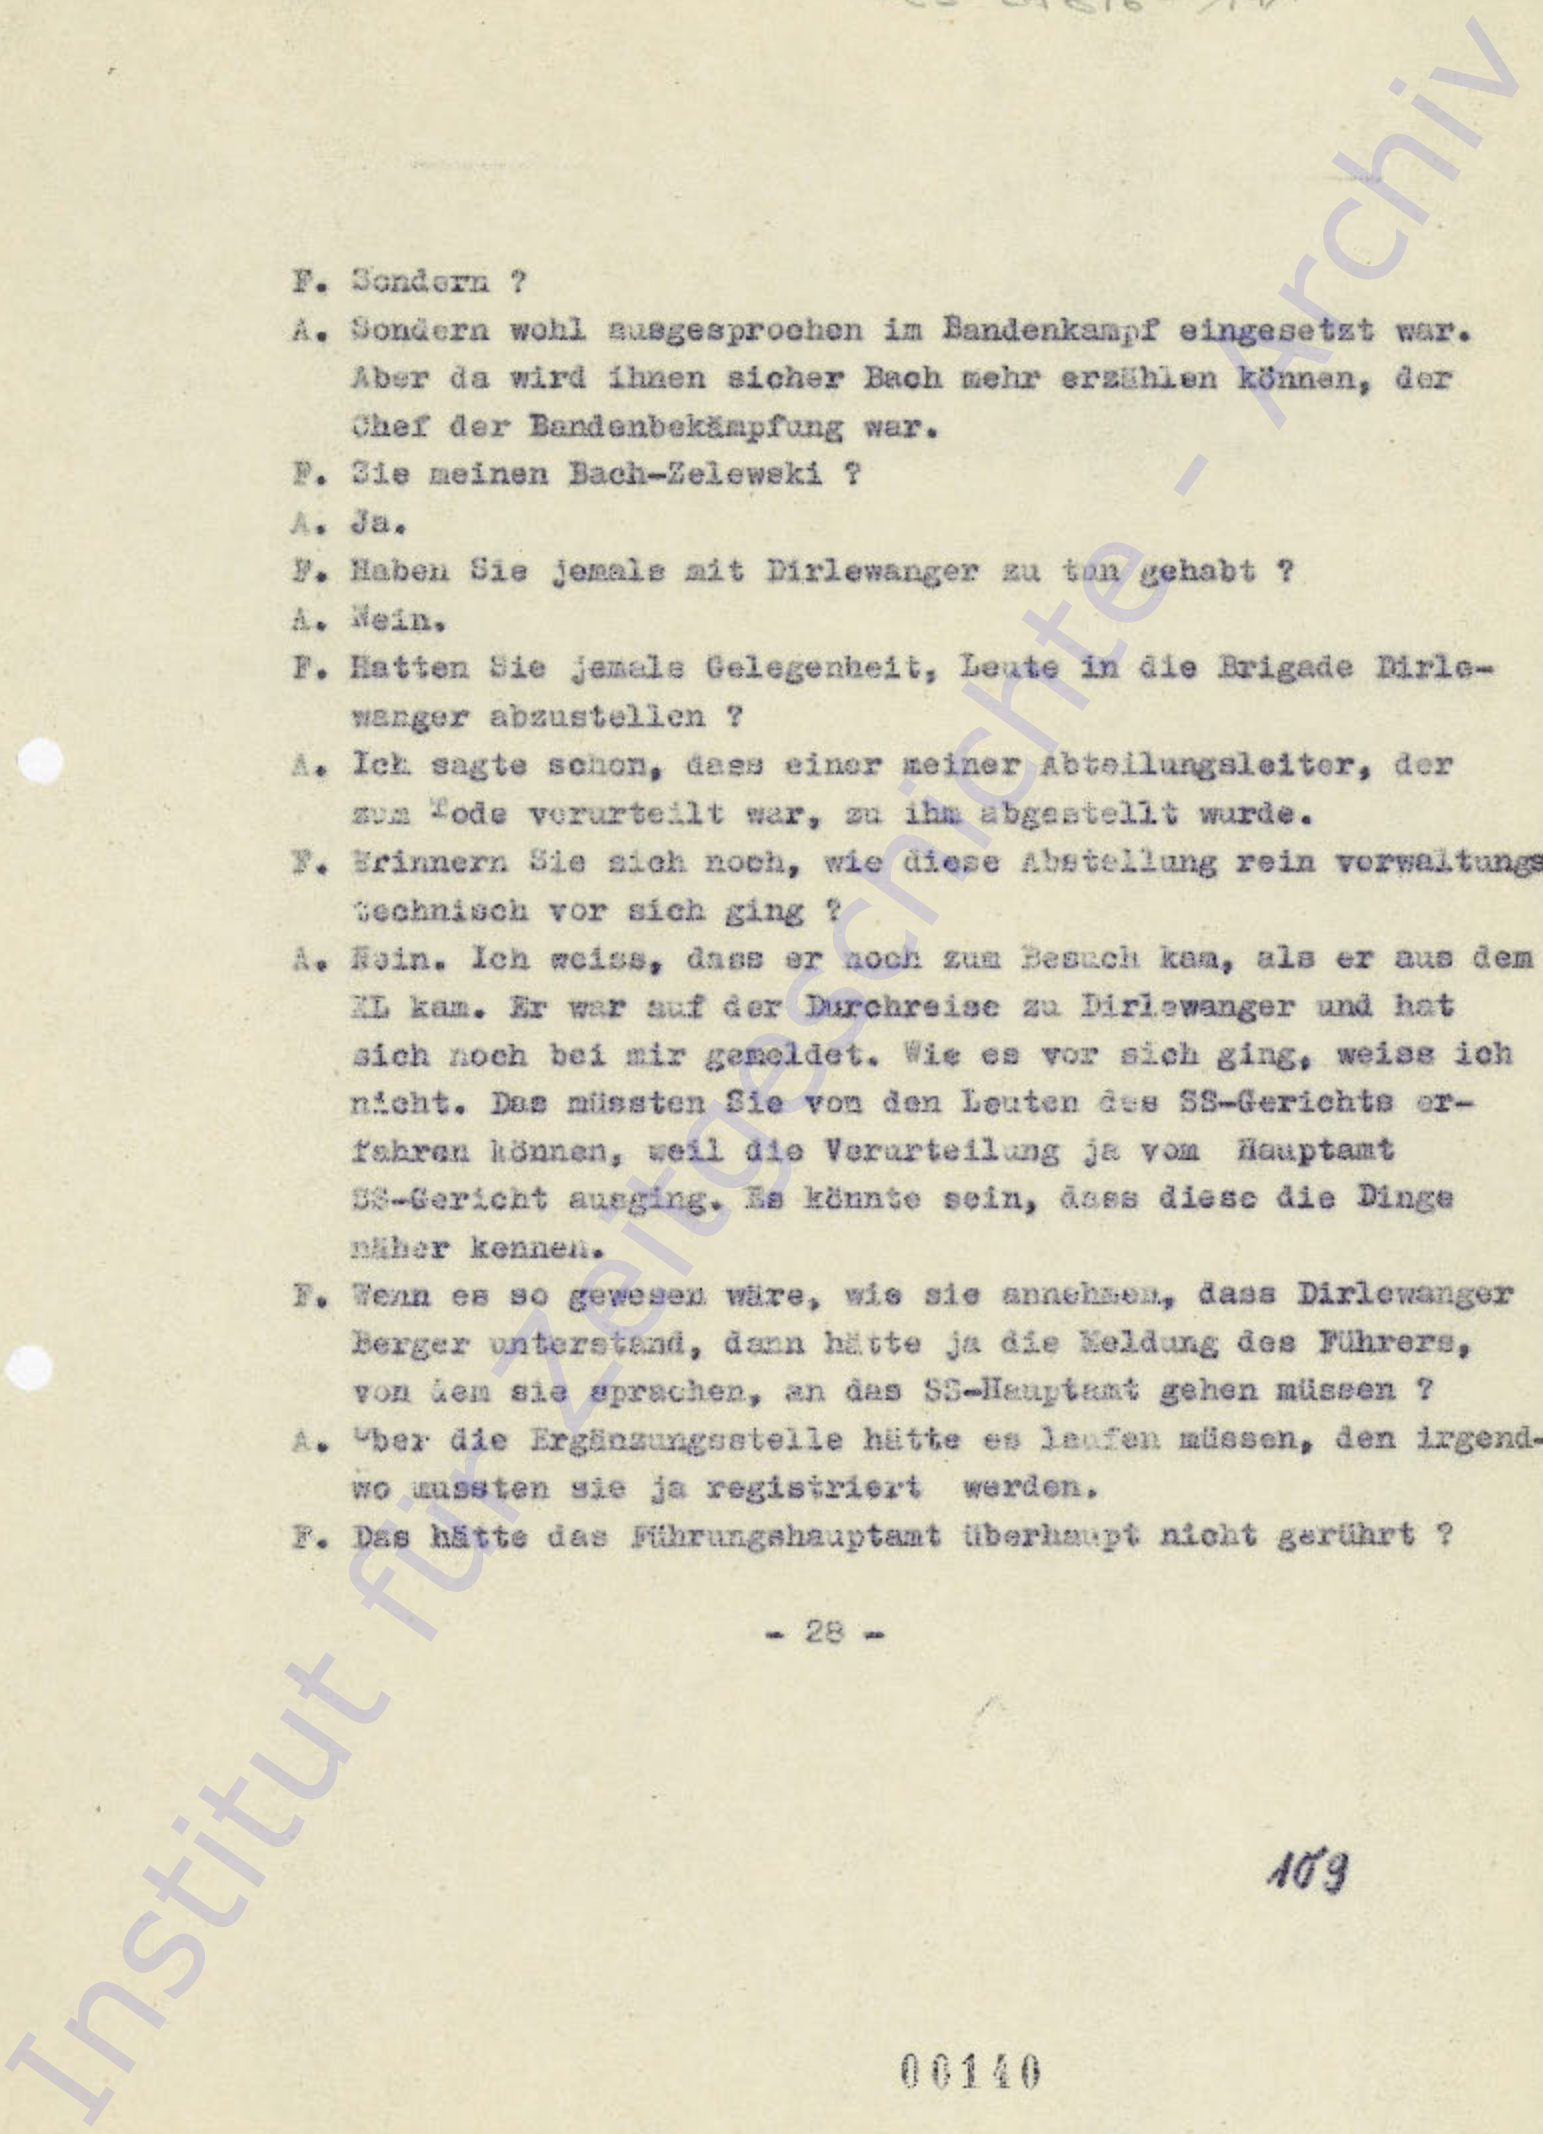 F. Sondern ?
A. Sondern wohl ausgesprochen im Bandenkampf eingesetzt war.
Aber da wird ihnen sicher Bach mehr erzählen können, der
Chef der Bandenbekämpfung war.
F. Sie meinen Bach-Zelewski ?
A. Ja.
F. Haben Sie jemals mit Dirlewanger zu tun gehabt ?
A. Nein.
F. Hatten Sie jemals Gelegenheit, Leute in die Brigade Dirle-
wanger abzustellen ?
A. Ich sagte schon, dass einer meiner Abteilungsleiter, der
zum Tode verurteilt war, zu ihm abgestellt wurde.
F. Erinnern Sie sich noch, wie diese Abstellung rein verwaltungs
technisch vor sich ging ?
A. Nein. Ich weiss, dass er noch zum Besuch kam, als er aus dem
KL kam. Er war auf der Durchreise zu Dirlewanger und hat
sich noch bei mir gemeldet. Wie es vor sich ging, weiss ich
nicht. Das müssten Sie von den Leuten des SS-Gerichts er-
fahren können, weil die Verurteilung ja vom Hauptamt
SS-Gericht ausging. Es könnte sein, dass diese die Dinge
näher kennen.
F. Wenn es so gewesen wäre, wie sie annehmen, dass Dirlewanger
Berger unterstand, dann hätte ja die Meldung des Führers,
von dem sie sprachen, an das SS-Hauptamt gehen müssen ?
A. Über die Ergänzungsstelle hätte es laufen müssen, den irgend-
wo mussten sie ja registriert werden.
F. Das hätte das Führungshauptamt überhaupt nicht gerührt ?
- 28 -
109
00140
Institut für Zeitgeschichte - Archiv